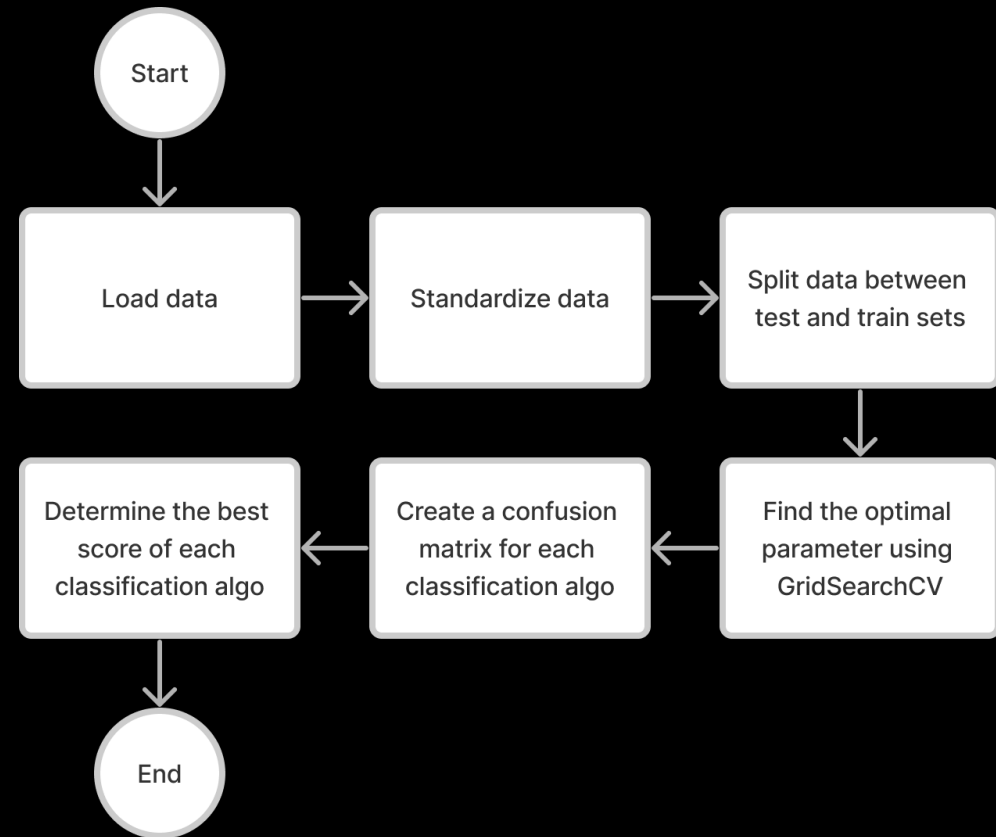 Start
Load data
Standardize data
Split data between
test and train sets
Find the optimal
parameter using
GridSearchCV
Create a confusion
matrix for each
classification algo
Determine the best
score of each
classification algo
End